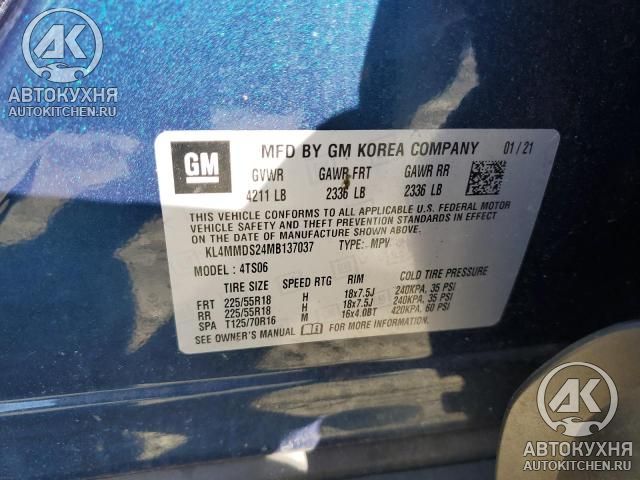 АК
АВТОКУХНЯ
AUTOKITCHEN.RU
GM
MFD BY GM KOREA COMPANY 01/21
GVWR GAWR FRT GAWR RR
4211 LB 2336 LB 2336 LB
THIS VEHICLE CONFORMS TO ALL APPLICABLE U.S. FEDERAL MOTOR
VEHICLE SAFETY AND THEFT PREVENTION STANDARDS IN EFFECT
ON THE DATE OF MANUFACTURE SHOWN ABOVE.
KL4MMDS24MB137037 TYPE: MPV
MODEL: 4TS06
TIRE SIZE SPEED RTG RIM COLD TIRE PRESSURE
FRT 225/55R18 H 18x7.5J 240KPA, 35 PSI
RR 225/55R18 H 18x7.5J 240KPA, 35 PSI
SPA T125/70R16 M 16x4.0BT 420KPA, 60 PSI
SEE OWNER'S MANUAL FOR MORE INFORMATION.
АК
АВТОКУХНЯ
AUTOKITCHEN.RU